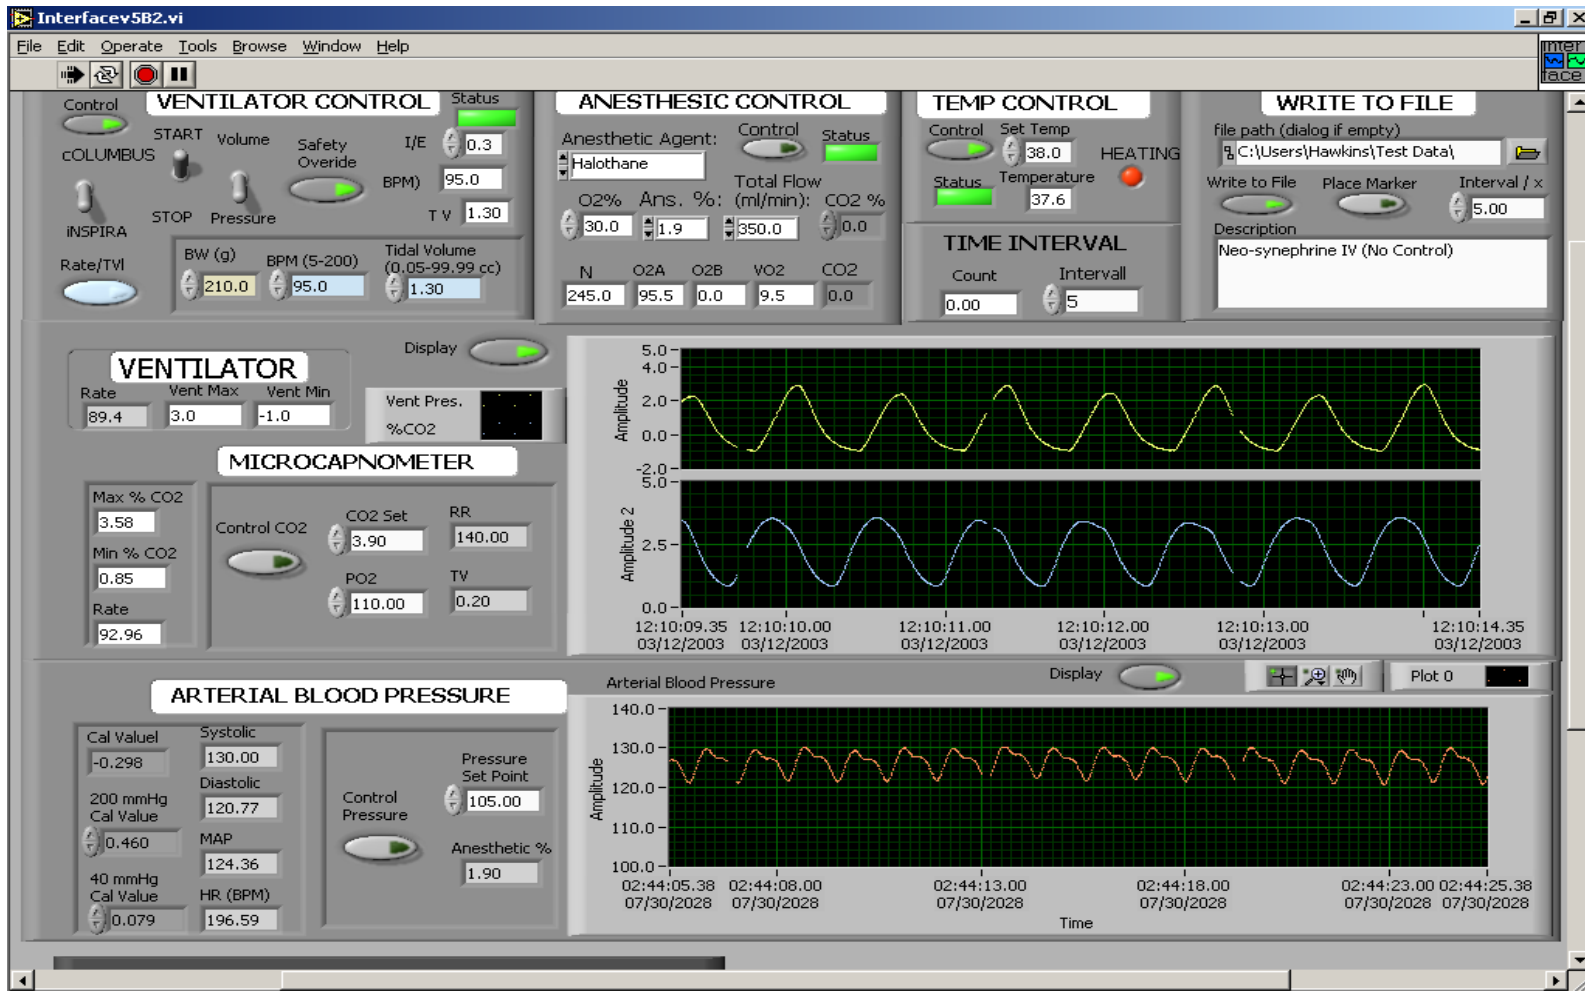 Interfacev5B2.vi
File Edit Operate Tools Browse Window Help
Inter
face
VENTILATOR CONTROL
Control
Status
START
Volume
cOLUMBUS
Safety
Overide
I/E
0.3
BPM)
95.0
STOP
Pressure
T V
1.30
iNSPIRA
Rate/TVl
BW (g)
210.0
BPM (5-200)
95.0
Tidal Volume
(0.05-99.99 cc)
1.30
ANESTHESIC CONTROL
Anesthetic Agent:
Halothane
Control
Status
O2%
30.0
Ans. %:
1.9
Total Flow
(ml/min):
350.0
CO2 %
0.0
N O2A O2B VO2 CO2
245.0 95.5 0.0 9.5 0.0
TEMP CONTROL
Control
Set Temp
38.0
HEATING
Status
Temperature
37.6
TIME INTERVAL
Count
0.00
Intervall
5
WRITE TO FILE
file path (dialog if empty)
C:\Users\Hawkins\Test Data\
Write to File
Place Marker
Interval / x
5.00
Description
Neo-synephrine IV (No Control)
VENTILATOR
Rate Vent Max Vent Min
89.4 3.0 -1.0
Display
Vent Pres.
%CO2
MICROCAPNOMETER
Max % CO2
3.58
Min % CO2
0.85
Rate
92.96
Control CO2
CO2 Set
3.90
RR
140.00
PO2
110.00
TV
0.20
Amplitude
5.0
4.0
2.0
0.0
-2.0
Amplitude 2
5.0
2.5
0.0
12:10:09.35 12:10:10.00 12:10:11.00 12:10:12.00 12:10:13.00 12:10:14.35
03/12/2003 03/12/2003 03/12/2003 03/12/2003 03/12/2003 03/12/2003
ARTERIAL BLOOD PRESSURE
Cal Valuel
-0.298
200 mmHg
Cal Value
0.460
40 mmHg
Cal Value
0.079
Systolic
130.00
Diastolic
120.77
MAP
124.36
HR (BPM)
196.59
Control
Pressure
Pressure
Set Point
105.00
Anesthetic %
1.90
Arterial Blood Pressure
Display
Plot 0
Amplitude
140.0
130.0
120.0
110.0
100.0
02:44:05.38 02:44:08.00 02:44:13.00 02:44:18.00 02:44:23.00 02:44:25.38
07/30/2028 07/30/2028 07/30/2028 07/30/2028 07/30/2028 07/30/2028
Time